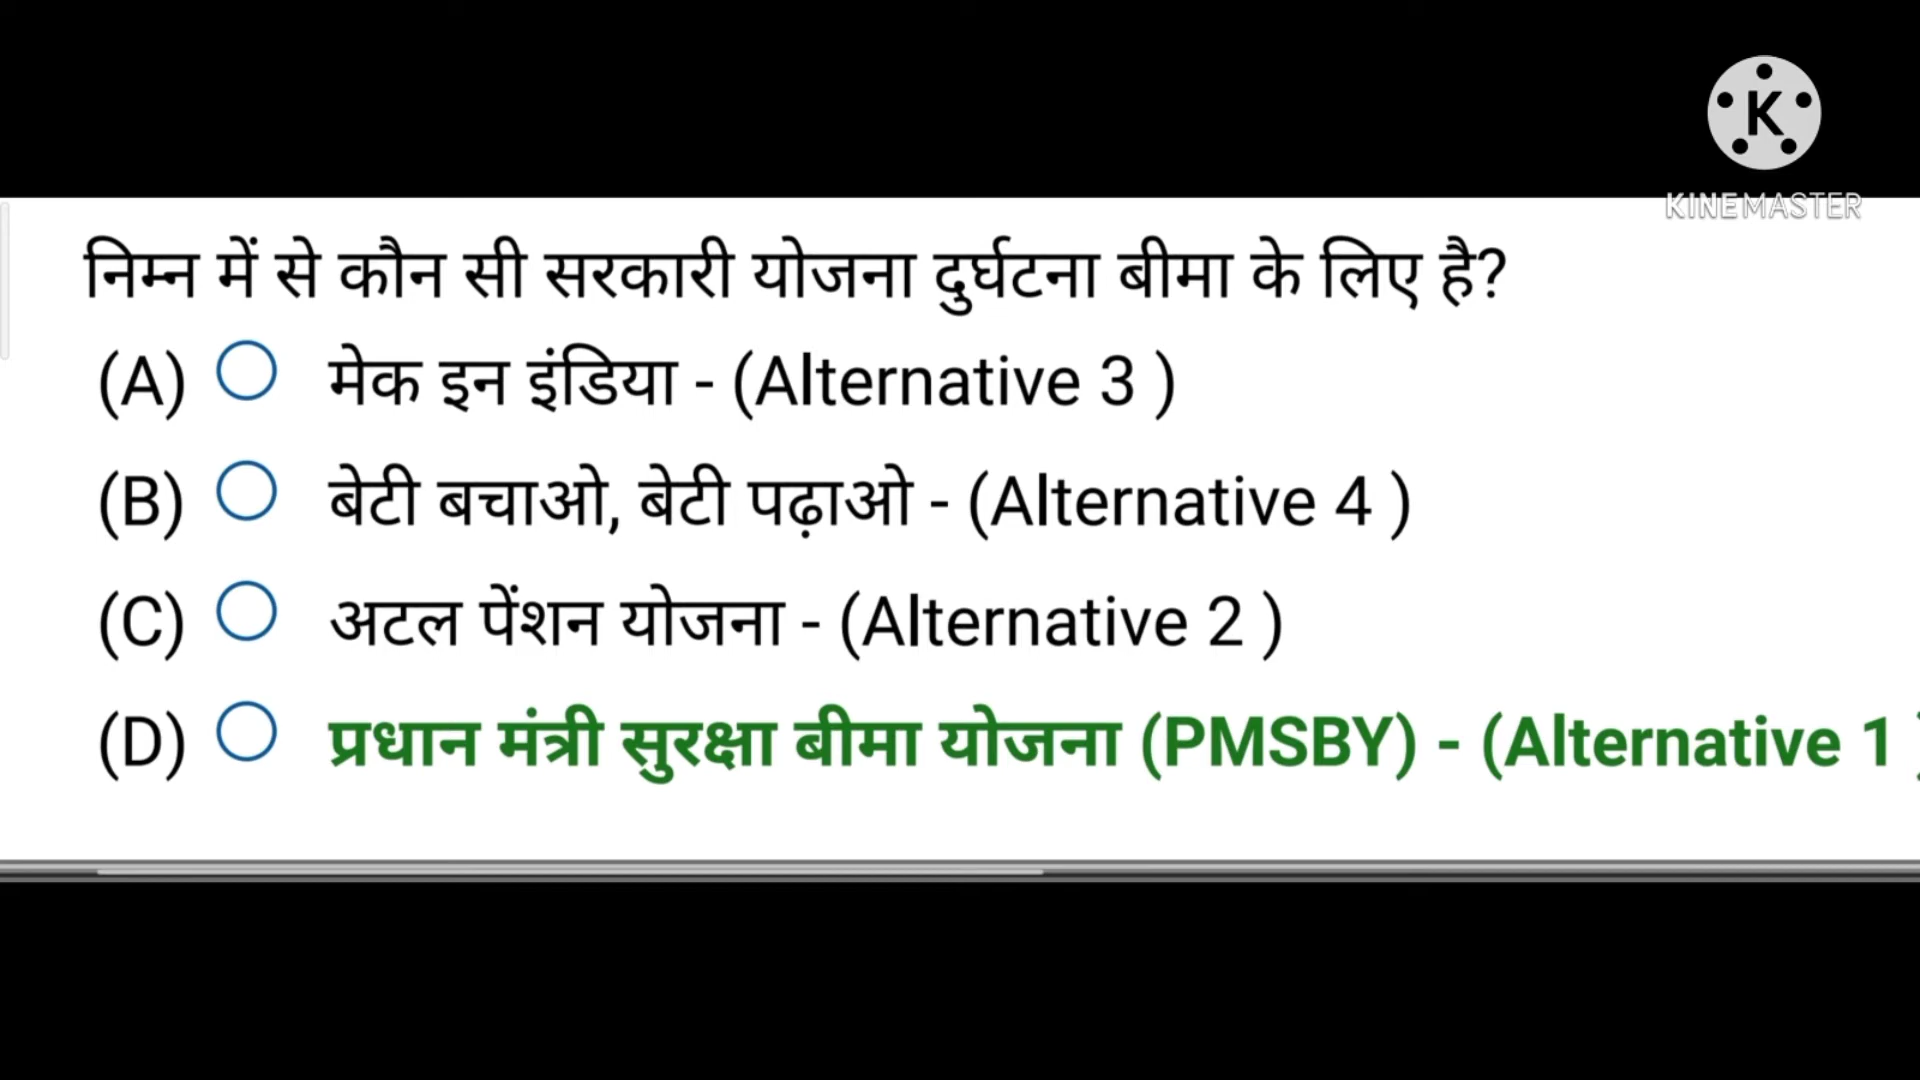 K
KINEMASTER
निम्न में से कौन सी सरकारी योजना दुर्घटना बीमा के लिए है?
(A) मेक इन इंडिया - (Alternative 3 )
(B) बेटी बचाओ, बेटी पढ़ाओ - (Alternative 4 )
(C) अटल पेंशन योजना - (Alternative 2 )
(D) प्रधान मंत्री सुरक्षा बीमा योजना (PMSBY) - (Alternative 1 )